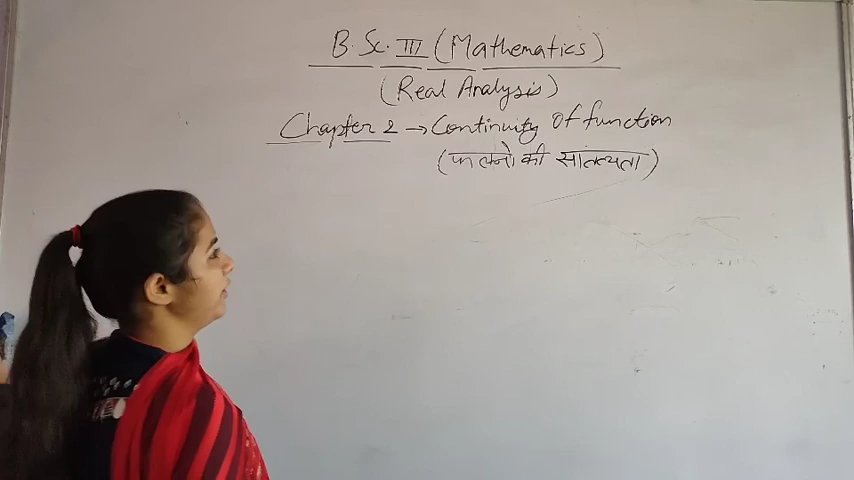 B.Sc. III (Mathematics)
(Real Analysis)
Chapter 2 → Continuity Of function
(फलनो की सांतत्यता)